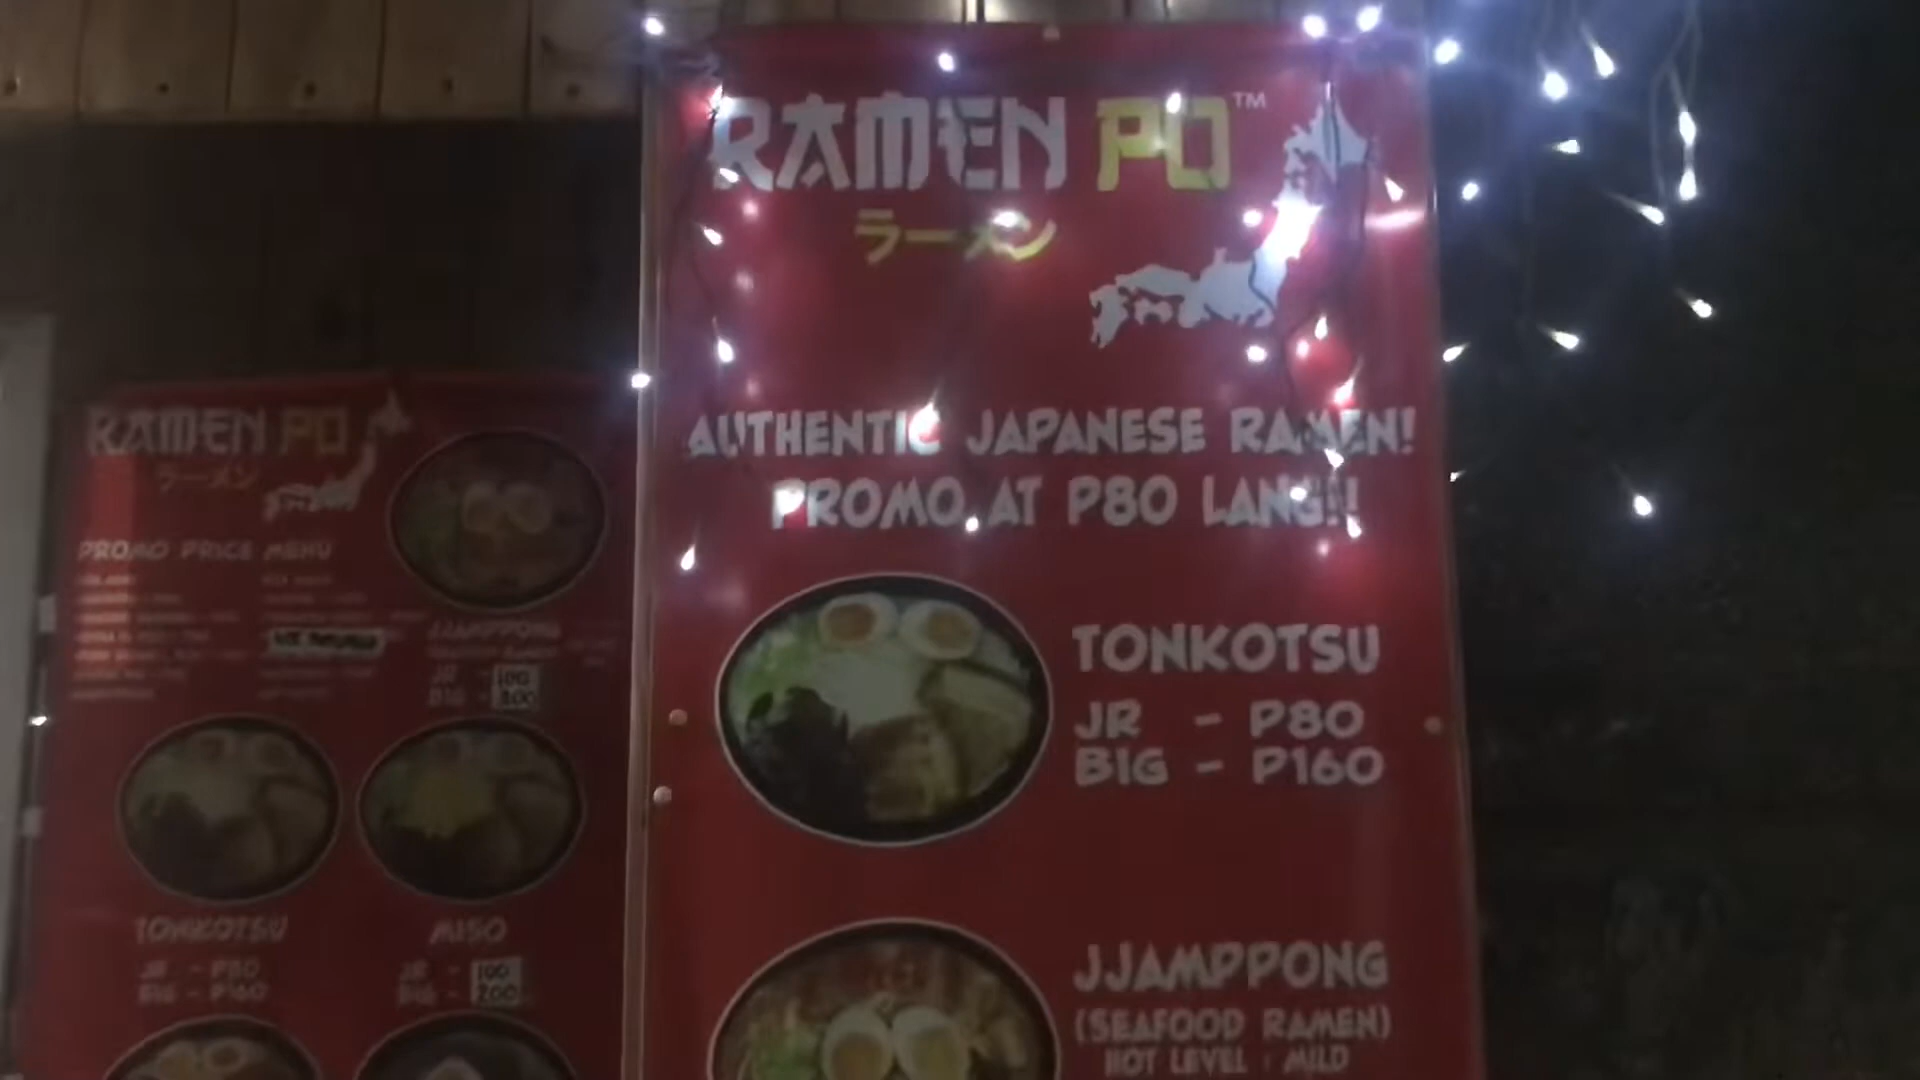 RAMEN PO™
ラーメン
AUTHENTIC JAPANESE RAMEN!
PROMO AT P80 LANG!!
TONKOTSU
JR - P80
BIG - P160
JJAMPPONG
(SEAFOOD RAMEN)
HOT LEVEL : MILD
RAMEN PO
ラーメン
PROMO PRICE MENU
JJAMPPONG
JR - 100
BIG - 200
TONKOTSU
JR - P80
BIG - P160
MISO
JR - 100
BIG - 200